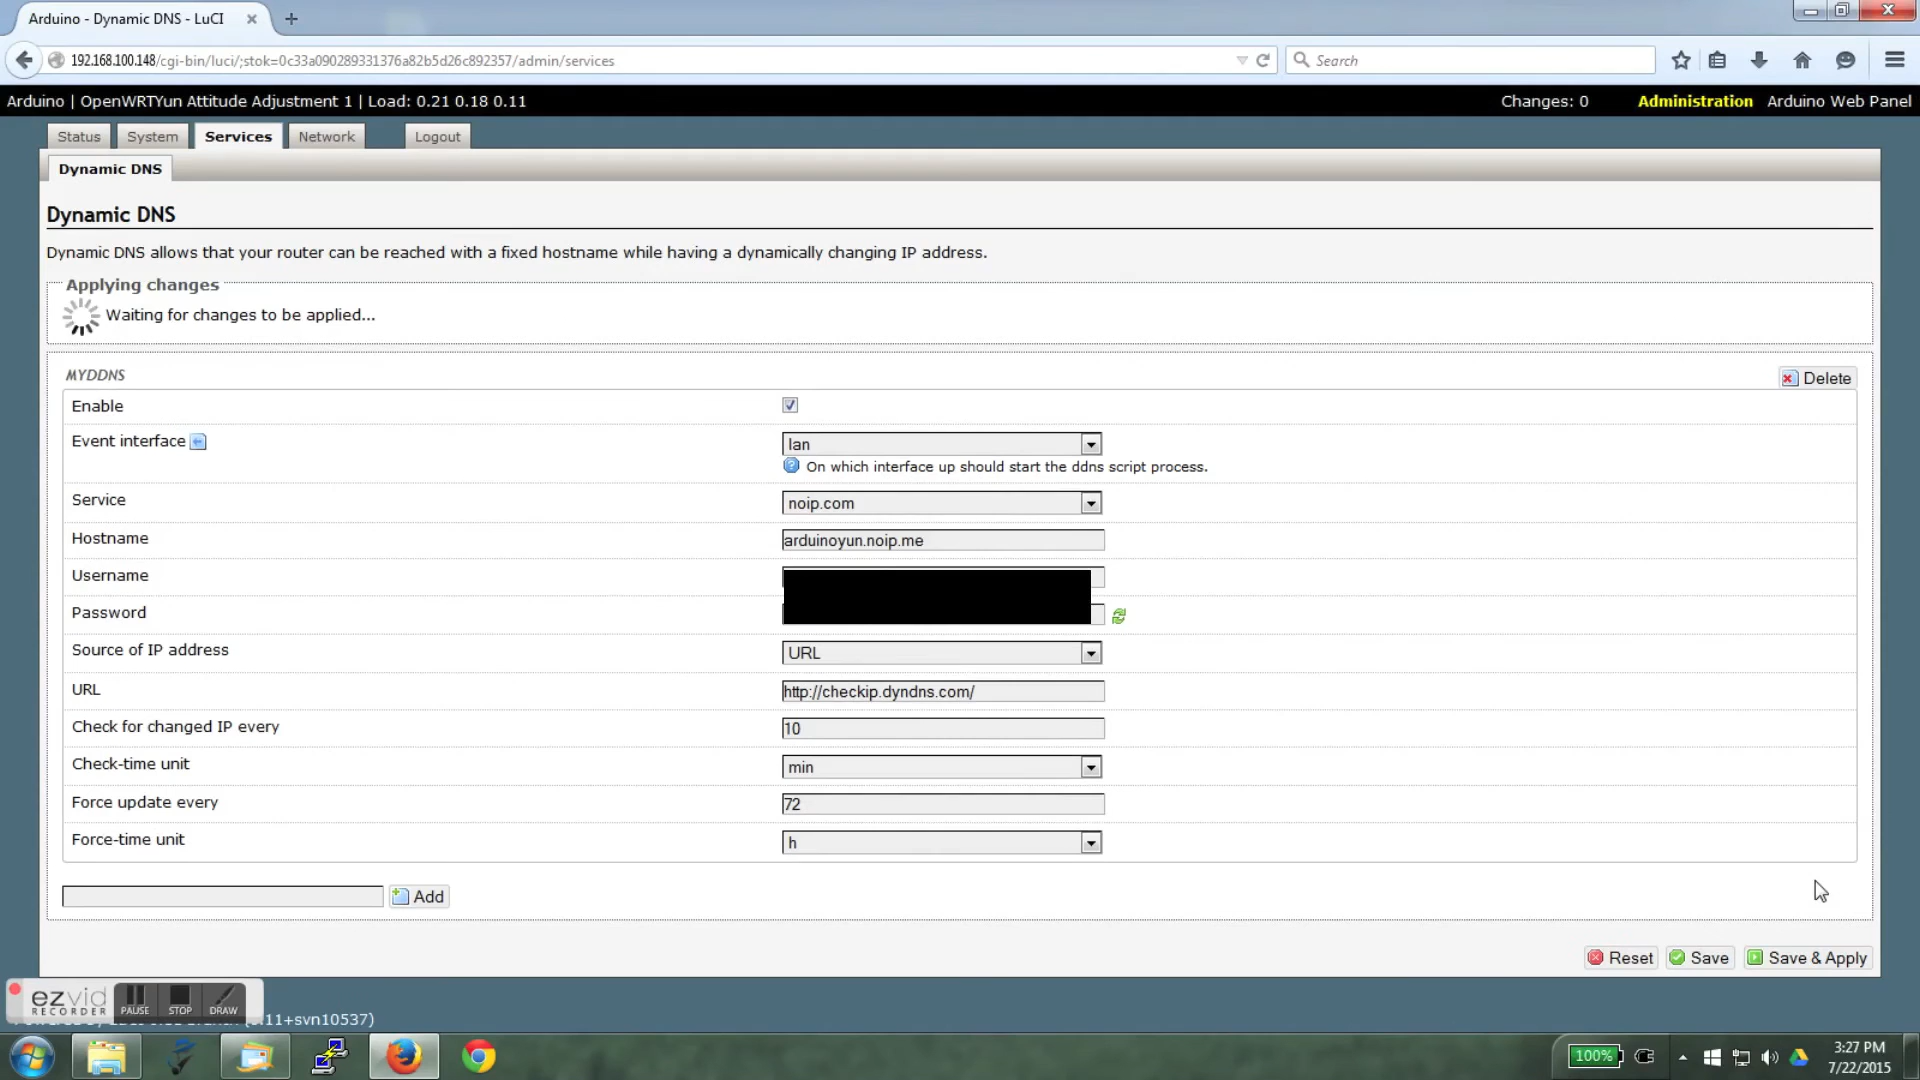 Arduino - Dynamic DNS - LuCI
192.168.100.148/cgi-bin/luci/;stok=0c33a090289331376a82b5d26c892357/admin/services
Search
Arduino | OpenWRTYun Attitude Adjustment 1 | Load: 0.21 0.18 0.11
Changes: 0 Administration Arduino Web Panel
Status System Services Network Logout
Dynamic DNS
Dynamic DNS
Dynamic DNS allows that your router can be reached with a fixed hostname while having a dynamically changing IP address.
Applying changes
Waiting for changes to be applied...
MYDDNS
Delete
Enable
Event interface
lan
On which interface up should start the ddns script process.
Service
noip.com
Hostname
arduinoyun.noip.me
Username
Password
Source of IP address
URL
URL
http://checkip.dyndns.com/
Check for changed IP every
10
Check-time unit
min
Force update every
72
Force-time unit
h
Add
Reset Save Save & Apply
ezvid
RECORDER
PAUSE STOP DRAW
11+svn10537)
100%
3:27 PM
7/22/2015